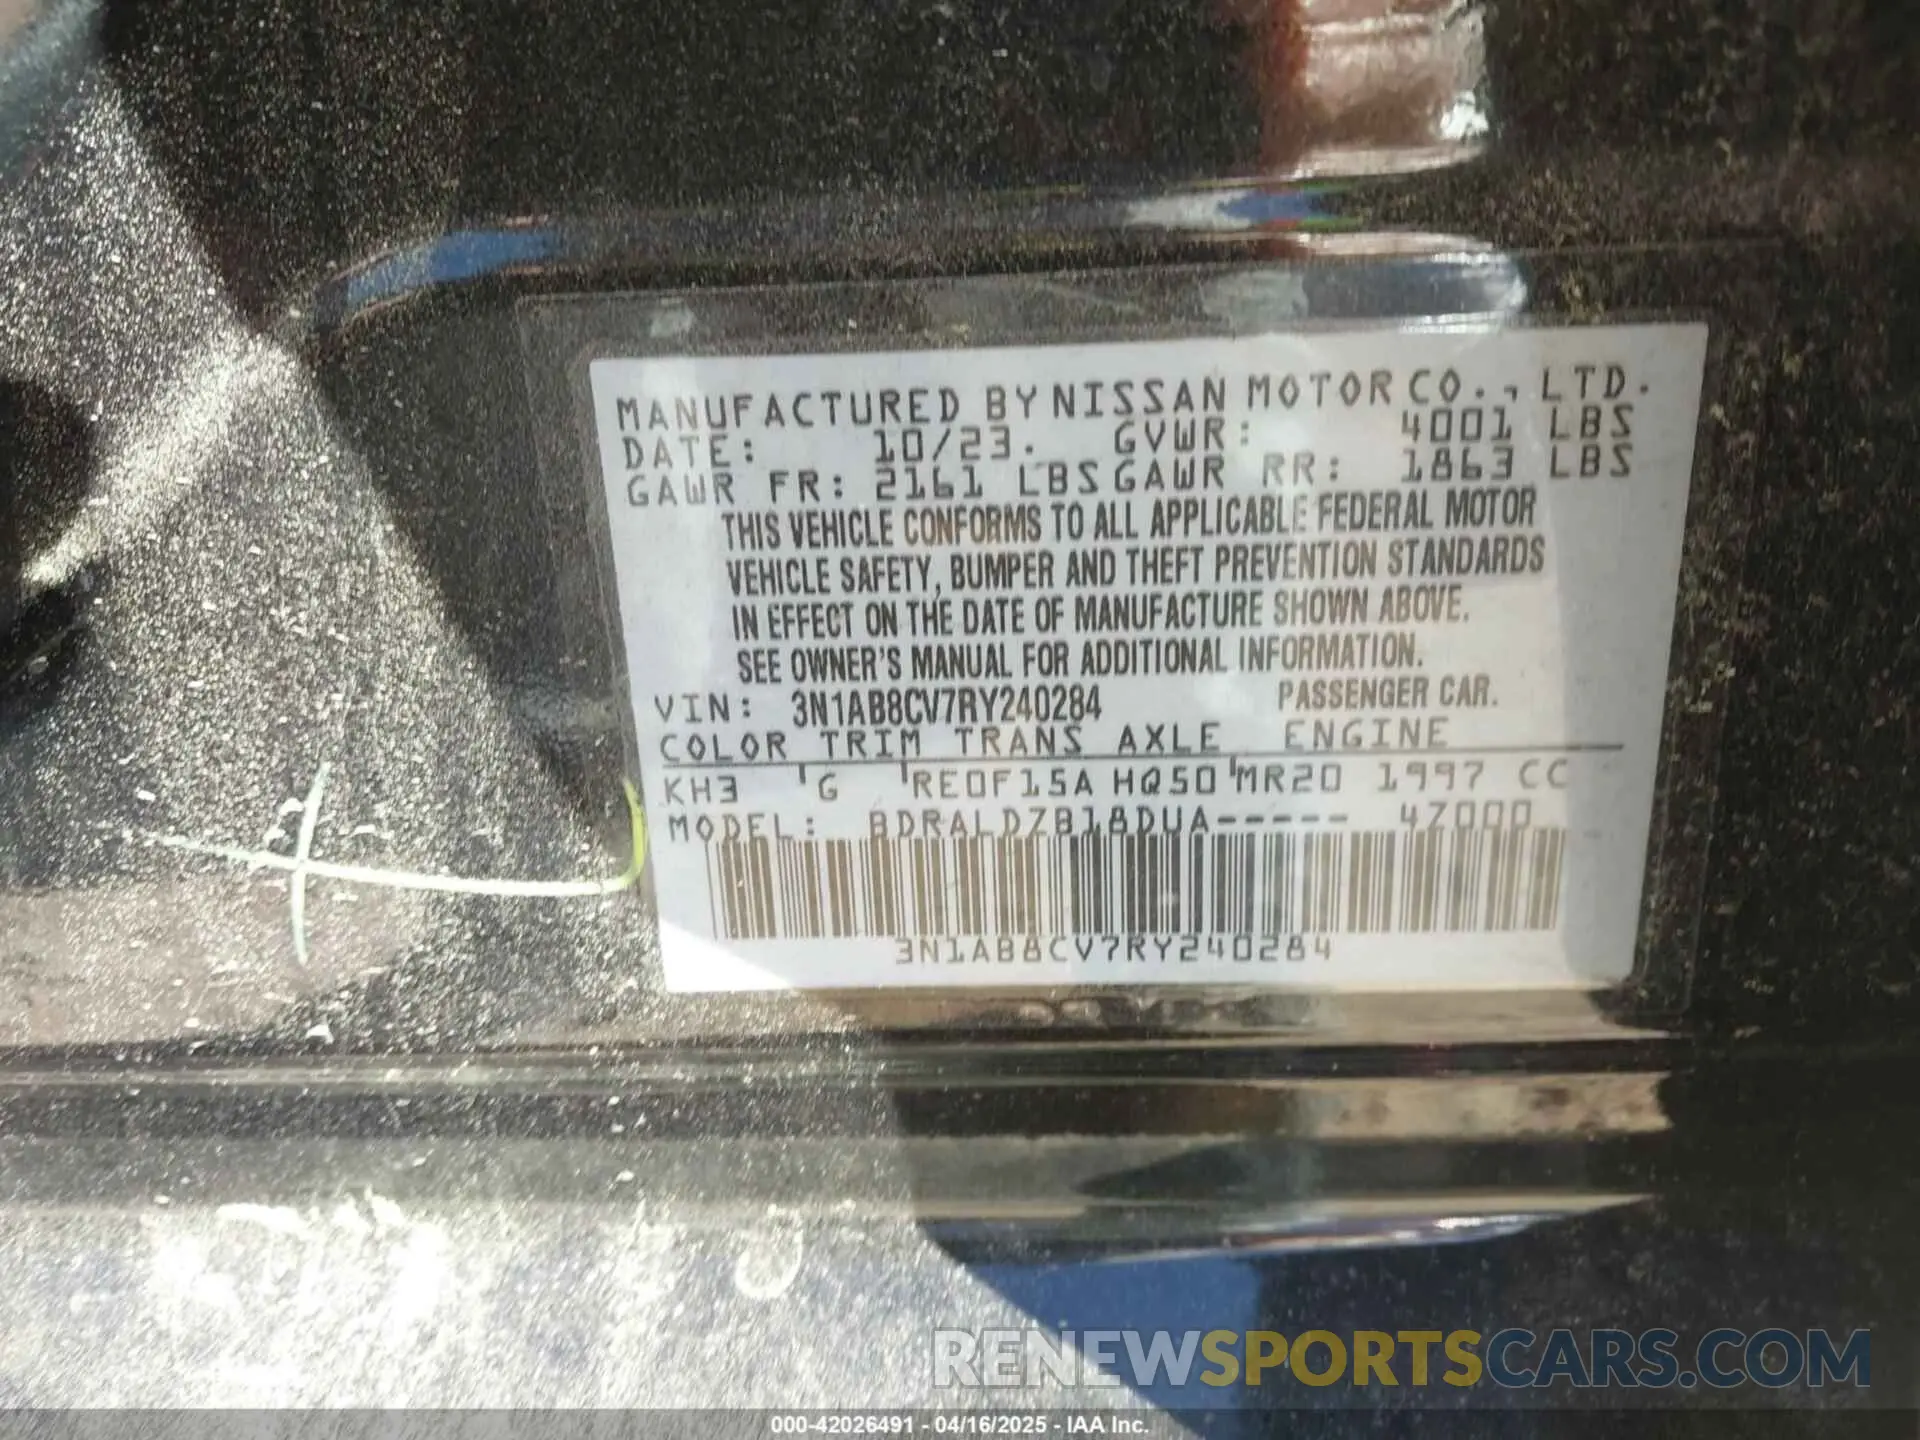 MANUFACTURED BY NISSAN MOTOR CO., LTD.
DATE: 10/23. GVWR: 4001 LBS
GAWR FR: 2161 LBS GAWR RR: 1863 LBS
THIS VEHICLE CONFORMS TO ALL APPLICABLE FEDERAL MOTOR
VEHICLE SAFETY, BUMPER AND THEFT PREVENTION STANDARDS
IN EFFECT ON THE DATE OF MANUFACTURE SHOWN ABOVE.
SEE OWNER'S MANUAL FOR ADDITIONAL INFORMATION.
VIN: 3N1AB8CV7RY240284 PASSENGER CAR.
COLOR TRIM TRANS AXLE ENGINE
KH3 G RE0F15A HQ50 MR20 1997 CC
MODEL: BDRALDZB18DUA----- 4Z000
3N1AB8CV7RY240284
RENEWSPORTSCARS.COM
000-42026491 - 04/16/2025 - IAA Inc.